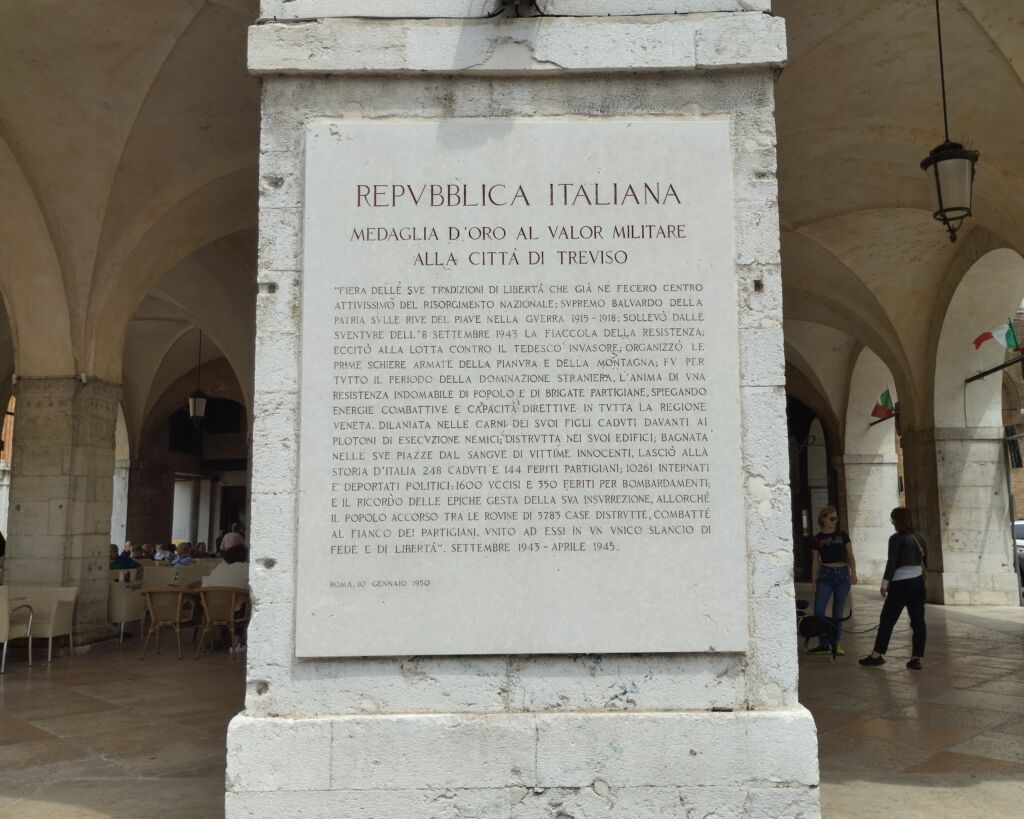 REPVBBLICA ITALIANA
MEDAGLIA D'ORO AL VALOR MILITARE
ALLA CITTÀ DI TREVISO
"FIERA DELLE SVE TRADIZIONI DI LIBERTÀ CHE GIÀ NE FECERO CENTRO
ATTIVISSIMO DEL RISORGIMENTO NAZIONALE; SVPREMO BALVARDO DELLA
PATRIA SVLLE RIVE DEL PIAVE NELLA GVERRA 1915-1918; SOLLEVÒ DALLE
SVENTVRE DELL'8 SETTEMBRE 1943 LA FIACCOLA DELLA RESISTENZA;
ECCITÒ ALLA LOTTA CONTRO IL TEDESCO INVASORE; ORGANIZZÒ LE
PRIME SCHIERE ARMATE DELLA PIANVRA E DELLA MONTAGNA; FV PER
TVTTO IL PERIODO DELLA DOMINAZIONE STRANIERA, L'ANIMA DI VNA
RESISTENZA INDOMABILE DI POPOLO E DI BRIGATE PARTIGIANE, SPIEGANDO
ENERGIE COMBATTIVE E CAPACITÀ DIRETTIVE IN TVTTA LA REGIONE
VENETA. DILANIATA NELLE CARNI DEI SVOI FIGLI CADVTI DAVANTI AI
PLOTONI DI ESECVZIONE NEMICI; DISTRVTTA NEI SVOI EDIFICI; BAGNATA
NELLE SVE PIAZZE DAL SANGVE DI VITTIME INNOCENTI, LASCIÒ ALLA
STORIA D'ITALIA 248 CADVTI E 144 FERITI PARTIGIANI; 10261 INTERNATI
E DEPORTATI POLITICI; 1600 VCCISI E 350 FERITI PER BOMBARDAMENTI;
E IL RICORDO DELLE EPICHE GESTA DELLA SVA INSVRREZIONE, ALLORCHÉ
IL POPOLO ACCORSO TRA LE ROVINE DI 3783 CASE DISTRVTTE, COMBATTÉ
AL FIANCO DEI PARTIGIANI, VNITO AD ESSI IN VN VNICO SLANCIO DI
FEDE E DI LIBERTÀ". SETTEMBRE 1943 - APRILE 1945.
ROMA, 10 GENNAIO 1950